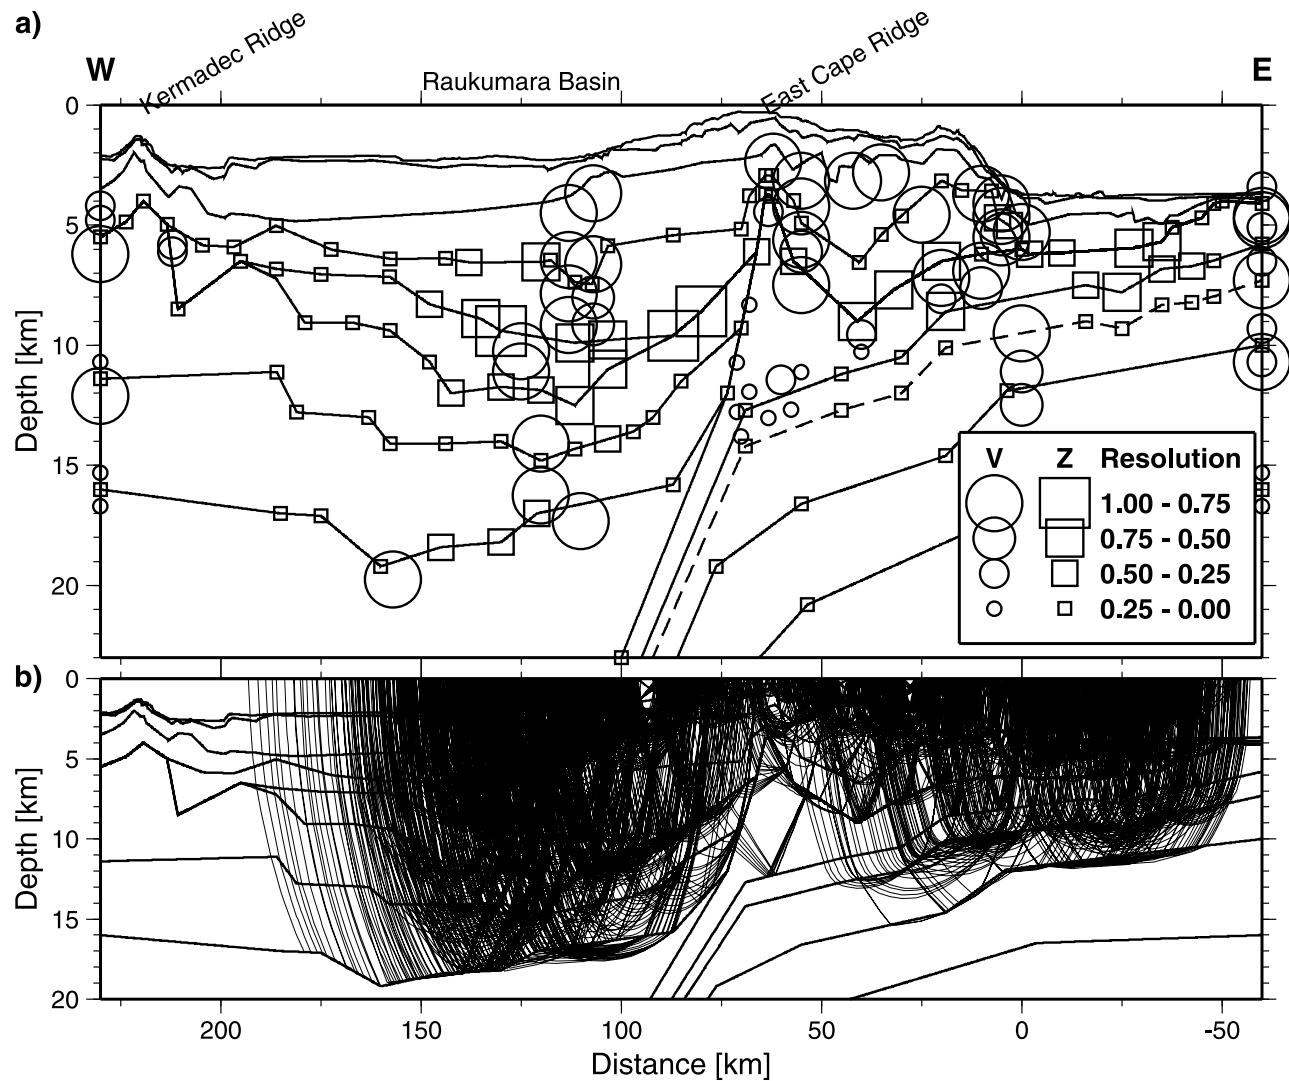 a)
Kermadec Ridge
East Cape Ridge
W
Raukumara Basin
E
0
5
10
15
20
Depth [km]
V Z Resolution
1.00 - 0.75
0.75 - 0.50
0.50 - 0.25
0.25 - 0.00
b)
0
5
10
15
20
Depth [km]
200 150 100 50 0 -50
Distance [km]